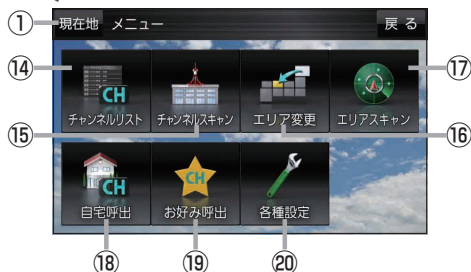 ① 現在地 メニュー 戻る
⑭ ⑰
CH CH
チャンネルリスト チャンネルスキャン エリア変更 エリアスキャン
⑮ ⑯
CH CH
自宅呼出 お好み呼出 各種設定
⑱ ⑲ ⑳